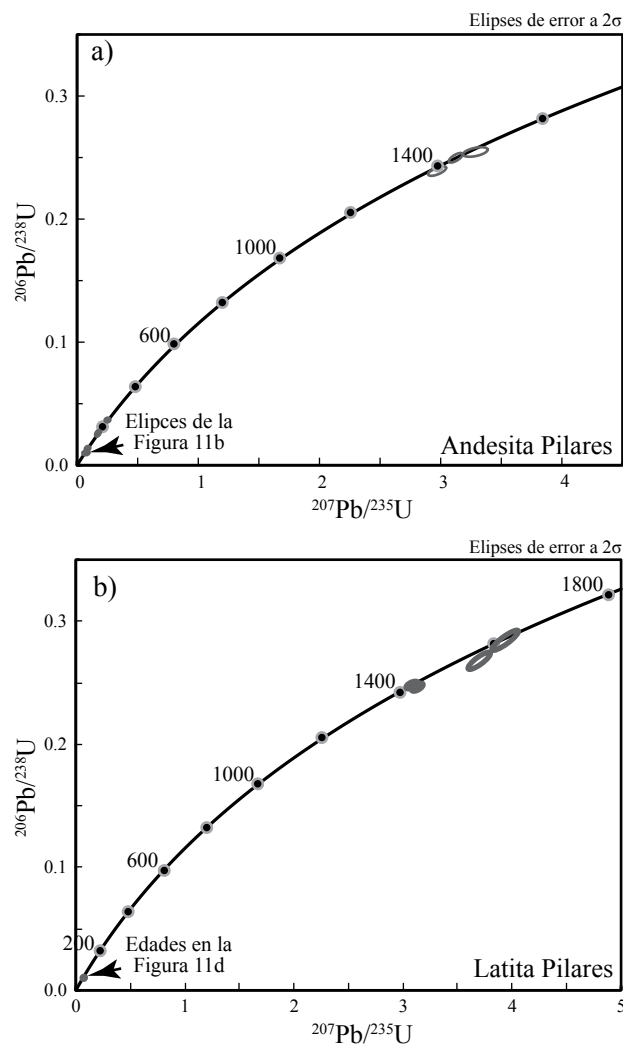 Elipses de error a 2σ
a)
0.3
1400
206Pb/238U
0.2
1000
600
0.1
Elipces de la
Figura 11b
Andesita Pilares
0.0
0 1 2 3 4
207Pb/235U
Elipses de error a 2σ
b)
1800
0.3
1400
206Pb/238U
0.2
1000
600
0.1
200
Edades en la
Figura 11d
Latita Pilares
0.0
0 1 2 3 4 5
207Pb/235U